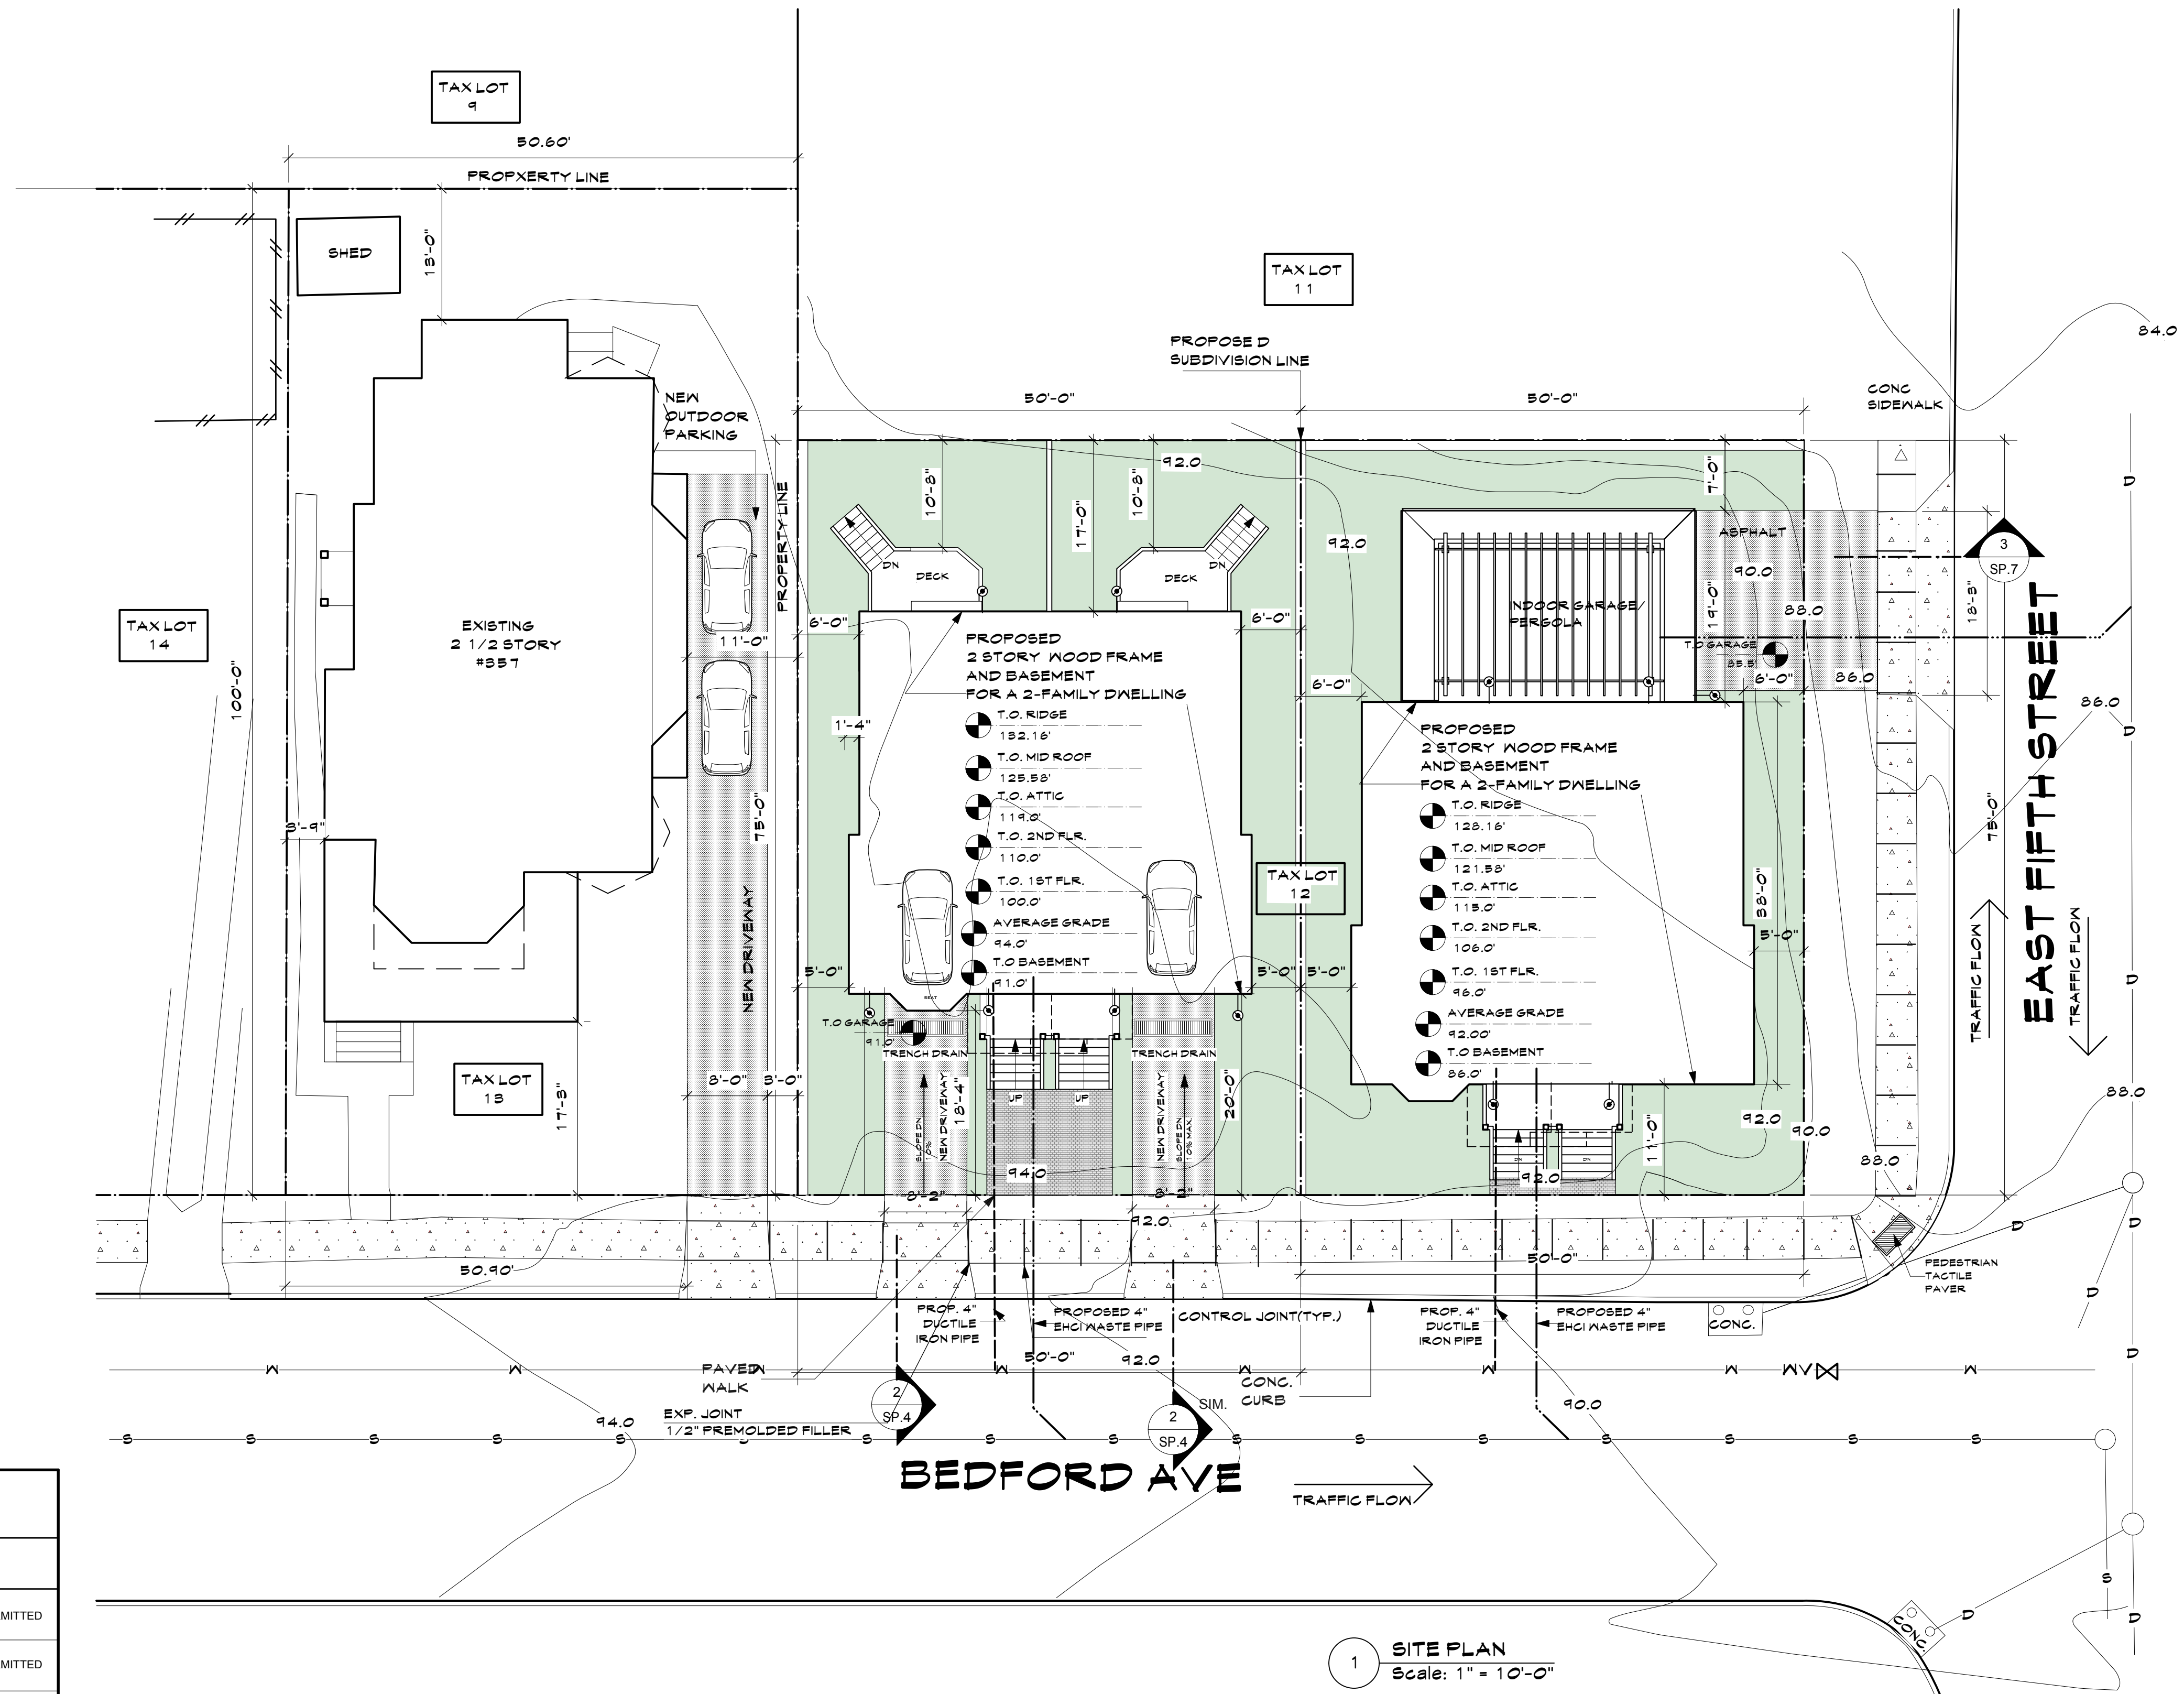 TAX LOT
9
50.60'
PROPXERTY LINE
SHED
13'-0"
TAX LOT
11
PROPOSE D
SUBDIVISION LINE
84.0
CONC
SIDEWALK
NEW
OUTDOOR
PARKING
50'-0"
50'-0"
92.0
10'-8"
10'-8"
17'-0"
7'-0"
PROPERTY LINE
DN
DECK
DECK
DN
92.0
ASPHALT
90.0
88.0
19'-0"
18'-3"
3
SP.7
D
TAX LOT
14
100'-0"
EXISTING
2 1/2 STORY
#357
11'-0"
6'-0"
6'-0"
INDOOR GARAGE/
PERGOLA
T.O GARAGE
85.5'
6'-0"
6'-0"
86.0
86.0
D
PROPOSED
2 STORY WOOD FRAME
AND BASEMENT
FOR A 2-FAMILY DWELLING
T.O. RIDGE
132.16'
T.O. MID ROOF
125.58'
T.O. ATTIC
119.0'
T.O. 2ND FLR.
110.0'
T.O. 1ST FLR.
100.0'
AVERAGE GRADE
94.0'
T.O BASEMENT
91.0'
1'-4"
PROPOSED
2 STORY WOOD FRAME
AND BASEMENT
FOR A 2-FAMILY DWELLING
T.O. RIDGE
128.16'
T.O. MID ROOF
121.58'
T.O. ATTIC
115.0'
T.O. 2ND FLR.
106.0'
T.O. 1ST FLR.
96.0'
AVERAGE GRADE
92.00'
T.O BASEMENT
86.0'
75'-0"
75'-0"
38'-0"
EAST FIFTH STREET
TRAFFIC FLOW
TRAFFIC FLOW
TAX LOT
12
3'-9"
NEW DRIVEWAY
5'-0"
5'-0"
5'-0"
5'-0"
D
SEAT
T.O GARAGE
91.0'
TRENCH DRAIN
TRENCH DRAIN
TAX LOT
13
17'-3"
8'-0"
3'-0"
SLOPE DN
10%
NEW DRIVEWAY
18'-4"
UP
UP
NEW DRIVEWAY
SLOPE DN
10% MAX.
20'-0"
11'-0"
92.0
90.0
88.0
88.0
94.0
92.0
8'-2"
8'-2"
92.0
50.90'
50'-0"
D
D
PEDESTRIAN
TACTILE
PAVER
D
PROP. 4"
DUCTILE
IRON PIPE
PROPOSED 4"
EHCI WASTE PIPE
CONTROL JOINT(TYP.)
PROP. 4"
DUCTILE
IRON PIPE
PROPOSED 4"
EHCI WASTE PIPE
CONC.
50'-0"
92.0
D
W W W W W W W WV W
PAVED
WALK
CONC.
CURB
2
SP.4
SIM.
2
SP.4
90.0
94.0
EXP. JOINT
1/2" PREMOLDED FILLER
S S S S S S S S S S S S S S S S
BEDFORD AVE
TRAFFIC FLOW
S
D
D
CONC.
MITTED
MITTED
1
SITE PLAN
Scale: 1" = 10'-0"